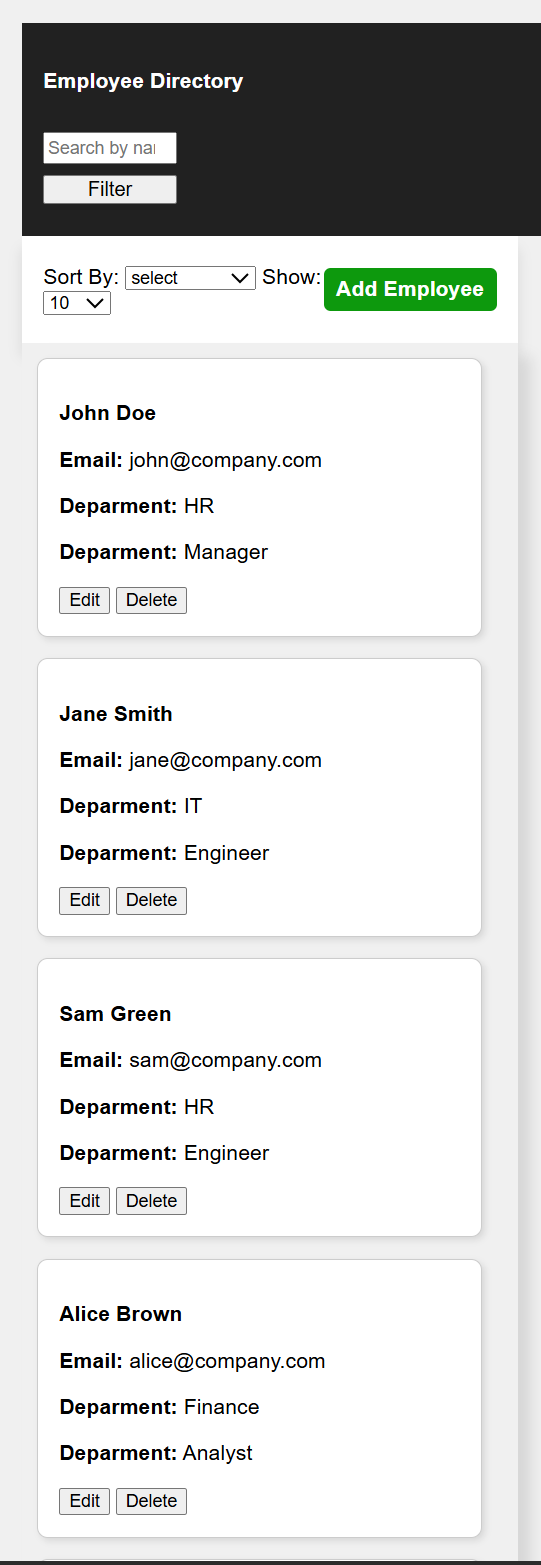 Employee Directory
Search by nar
Filter
Sort By: select Show:
10
Add Employee
John Doe
Email: john@company.com
Deparment: HR
Deparment: Manager
Edit Delete
Jane Smith
Email: jane@company.com
Deparment: IT
Deparment: Engineer
Edit Delete
Sam Green
Email: sam@company.com
Deparment: HR
Deparment: Engineer
Edit Delete
Alice Brown
Email: alice@company.com
Deparment: Finance
Deparment: Analyst
Edit Delete